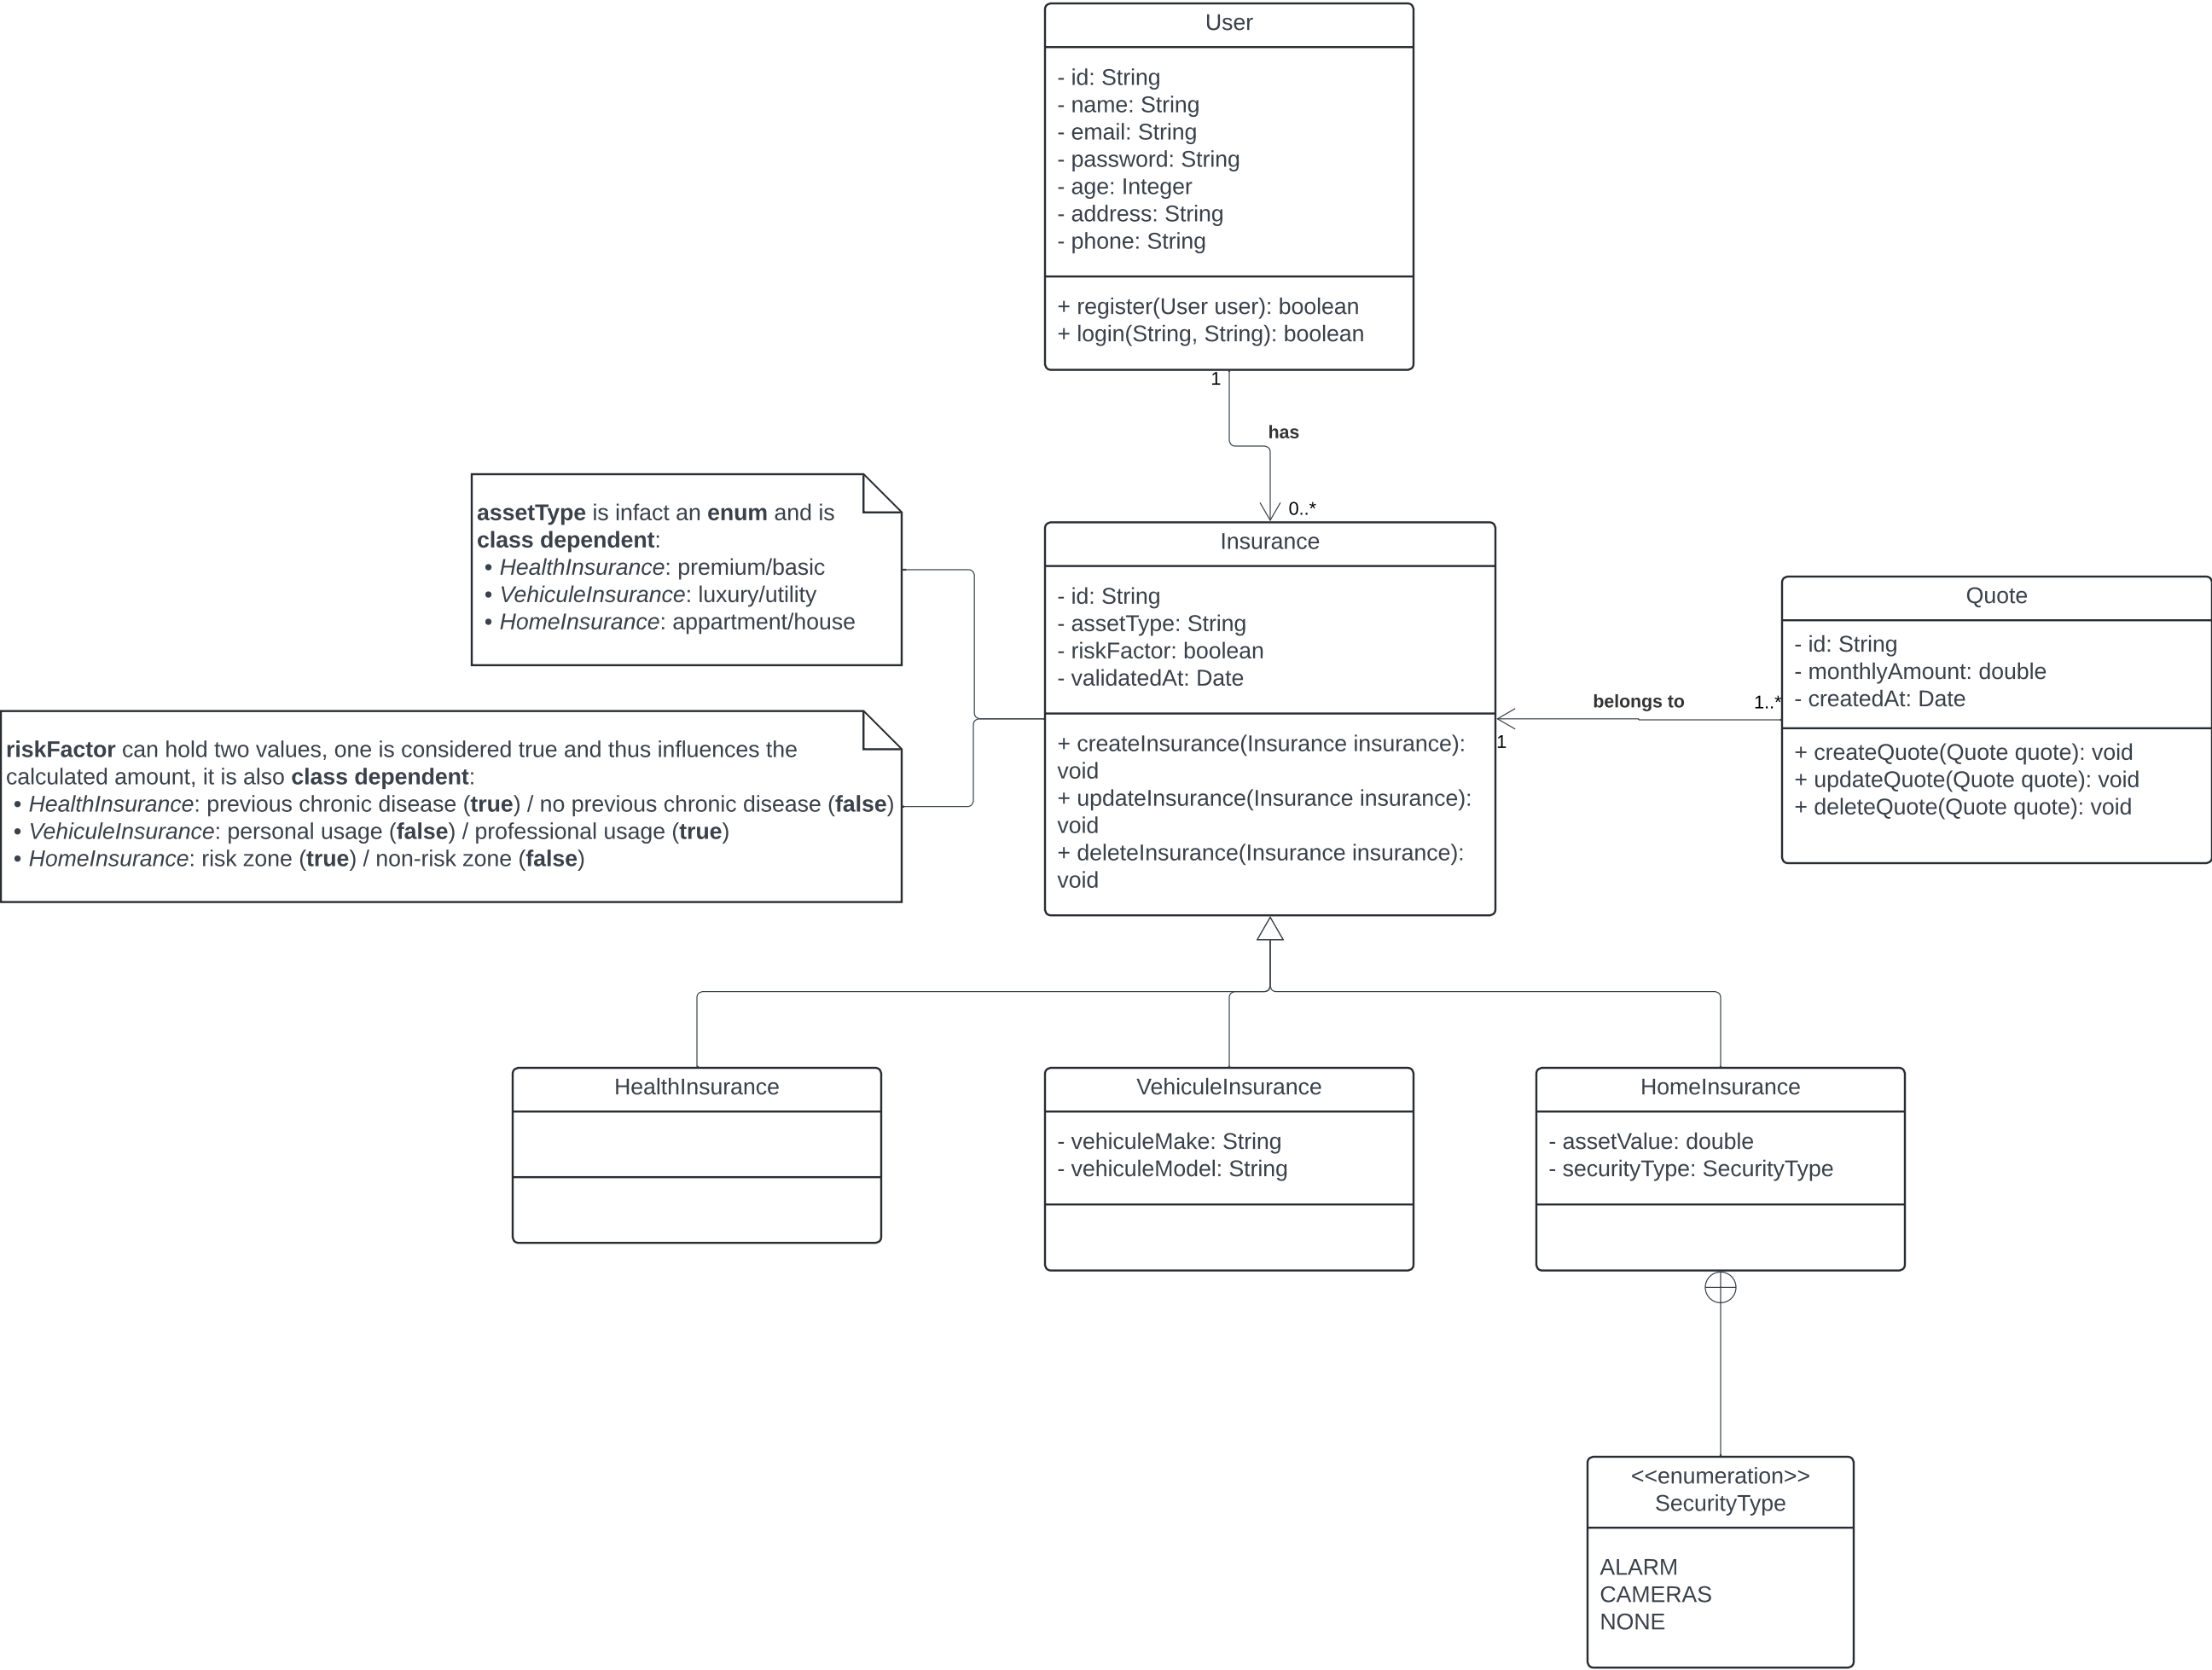 User
- id: String
- name: String
- email: String
- password: String
- age: Integer
- address: String
- phone: String
+ register(User user): boolean
+ login(String, String): boolean
1
has
0..*
assetType is infact an enum and is
class dependent:
• HealthInsurance: premium/basic
• VehiculeInsurance: luxury/utility
• HomeInsurance: appartment/house
riskFactor can hold two values, one is considered true and thus influences the
calculated amount, it is also class dependent:
• HealthInsurance: previous chronic disease (true) / no previous chronic disease (false)
• VehiculeInsurance: personal usage (false) / professional usage (true)
• HomeInsurance: risk zone (true) / non-risk zone (false)
Insurance
- id: String
- assetType: String
- riskFactor: boolean
- validatedAt: Date
+ createInsurance(Insurance insurance):
void
+ updateInsurance(Insurance insurance):
void
+ deleteInsurance(Insurance insurance):
void
belongs to
1..*
1
Quote
- id: String
- monthlyAmount: double
- createdAt: Date
+ createQuote(Quote quote): void
+ updateQuote(Quote quote): void
+ deleteQuote(Quote quote): void
HealthInsurance
VehiculeInsurance
- vehiculeMake: String
- vehiculeModel: String
HomeInsurance
- assetValue: double
- securityType: SecurityType
<<enumeration>>
SecurityType
ALARM
CAMERAS
NONE